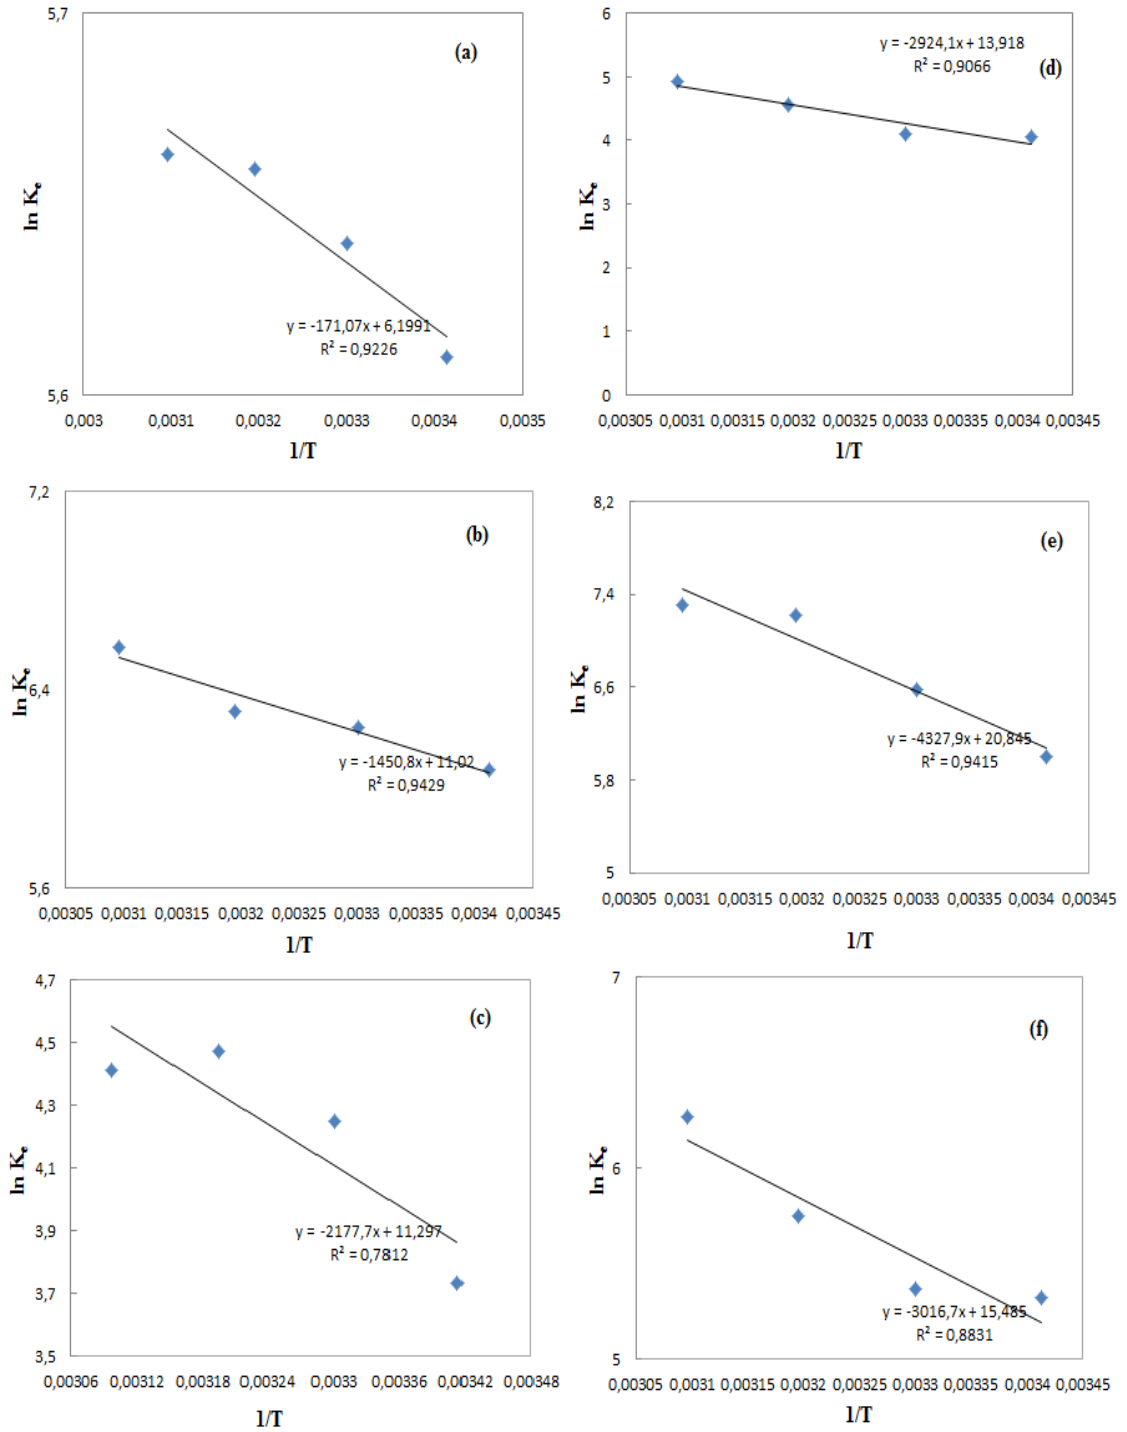 5,7
(a)
ln Ke
y = -171,07x + 6,1991
R² = 0,9226
5,6
0,003 0,0031 0,0032 0,0033 0,0034 0,0035
1/T
6
y = -2924,1x + 13,918
R² = 0,9066
(d)
5
4
ln Ke
3
2
1
0
0,00305 0,0031 0,00315 0,0032 0,00325 0,0033 0,00335 0,0034 0,00345
1/T
7,2
(b)
ln Ke
6,4
y = -1450,8x + 11,02
R² = 0,9429
5,6
0,00305 0,0031 0,00315 0,0032 0,00325 0,0033 0,00335 0,0034 0,00345
1/T
8,2
(e)
7,4
ln Ke
6,6
y = -4327,9x + 20,845
R² = 0,9415
5,8
5
0,00305 0,0031 0,00315 0,0032 0,00325 0,0033 0,00335 0,0034 0,00345
1/T
4,7
(c)
4,5
4,3
4,1
ln Ke
3,9
y = -2177,7x + 11,297
R² = 0,7812
3,7
3,5
0,00306 0,00312 0,00318 0,00324 0,0033 0,00336 0,00342 0,00348
1/T
7
(f)
6
ln Ke
y = -3016,7x + 15,485
R² = 0,8831
5
0,00305 0,0031 0,00315 0,0032 0,00325 0,0033 0,00335 0,0034 0,00345
1/T